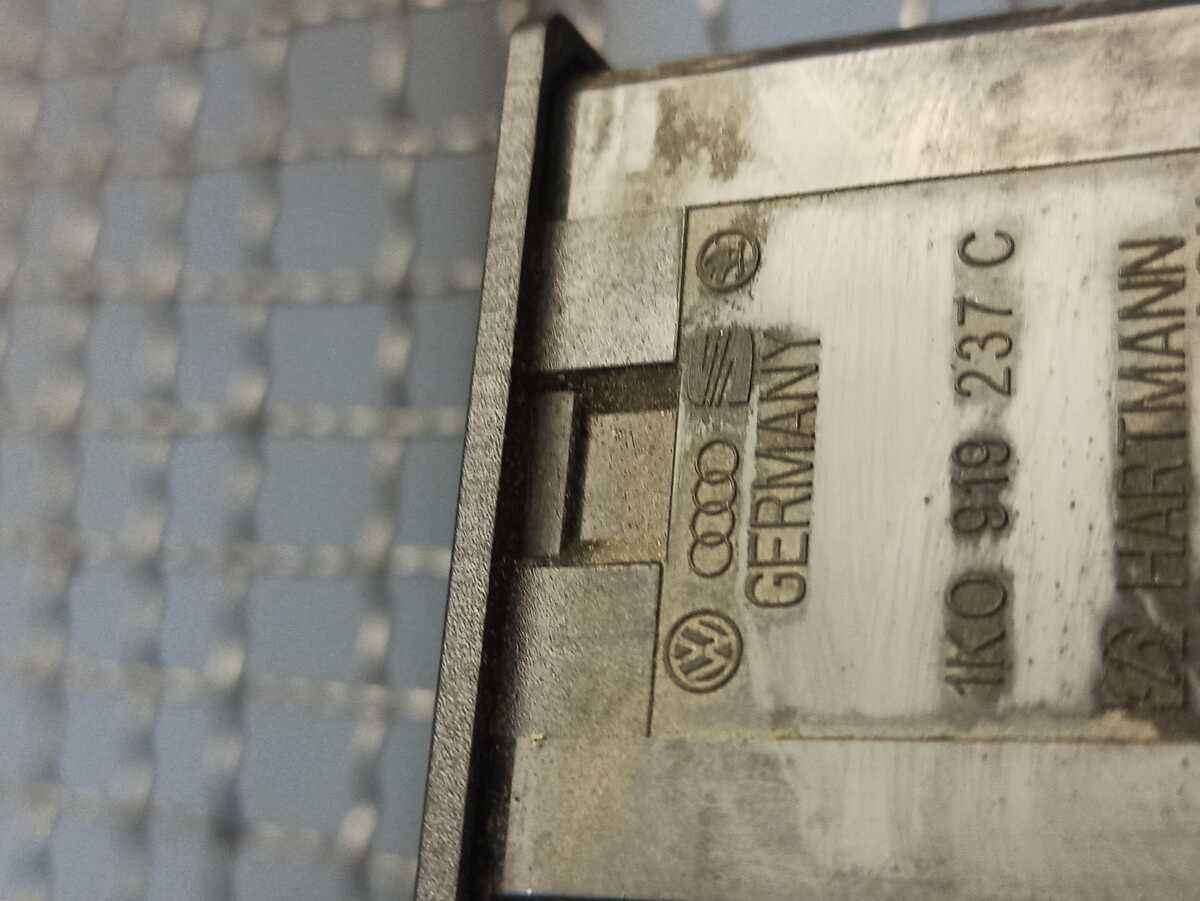 GERMANY
1K0 919 237 C
HARTMANN